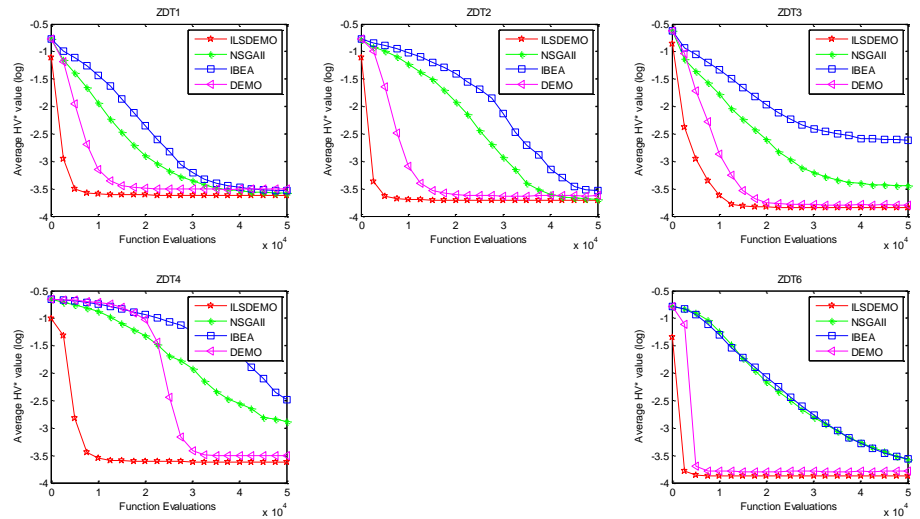 ZDT1
-0.5
-1
-1.5
-2
-2.5
-3
-3.5
-4
Average HV* value (log)
ILSDEMO
NSGAII
IBEA
DEMO
0 1 2 3 4 5
x 10^4
Function Evaluations
ZDT2
-0.5
-1
-1.5
-2
-2.5
-3
-3.5
-4
Average HV* value (log)
ILSDEMO
NSGAII
IBEA
DEMO
0 1 2 3 4 5
x 10^4
Function Evaluations
ZDT3
-0.5
-1
-1.5
-2
-2.5
-3
-3.5
-4
Average HV* value (log)
ILSDEMO
NSGAII
IBEA
DEMO
0 1 2 3 4 5
x 10^4
Function Evaluations
ZDT4
-0.5
-1
-1.5
-2
-2.5
-3
-3.5
-4
Average HV* value (log)
ILSDEMO
NSGAII
IBEA
DEMO
0 1 2 3 4 5
x 10^4
Function Evaluations
ZDT6
-0.5
-1
-1.5
-2
-2.5
-3
-3.5
-4
Average HV* value (log)
ILSDEMO
NSGAII
IBEA
DEMO
0 1 2 3 4 5
x 10^4
Function Evaluations